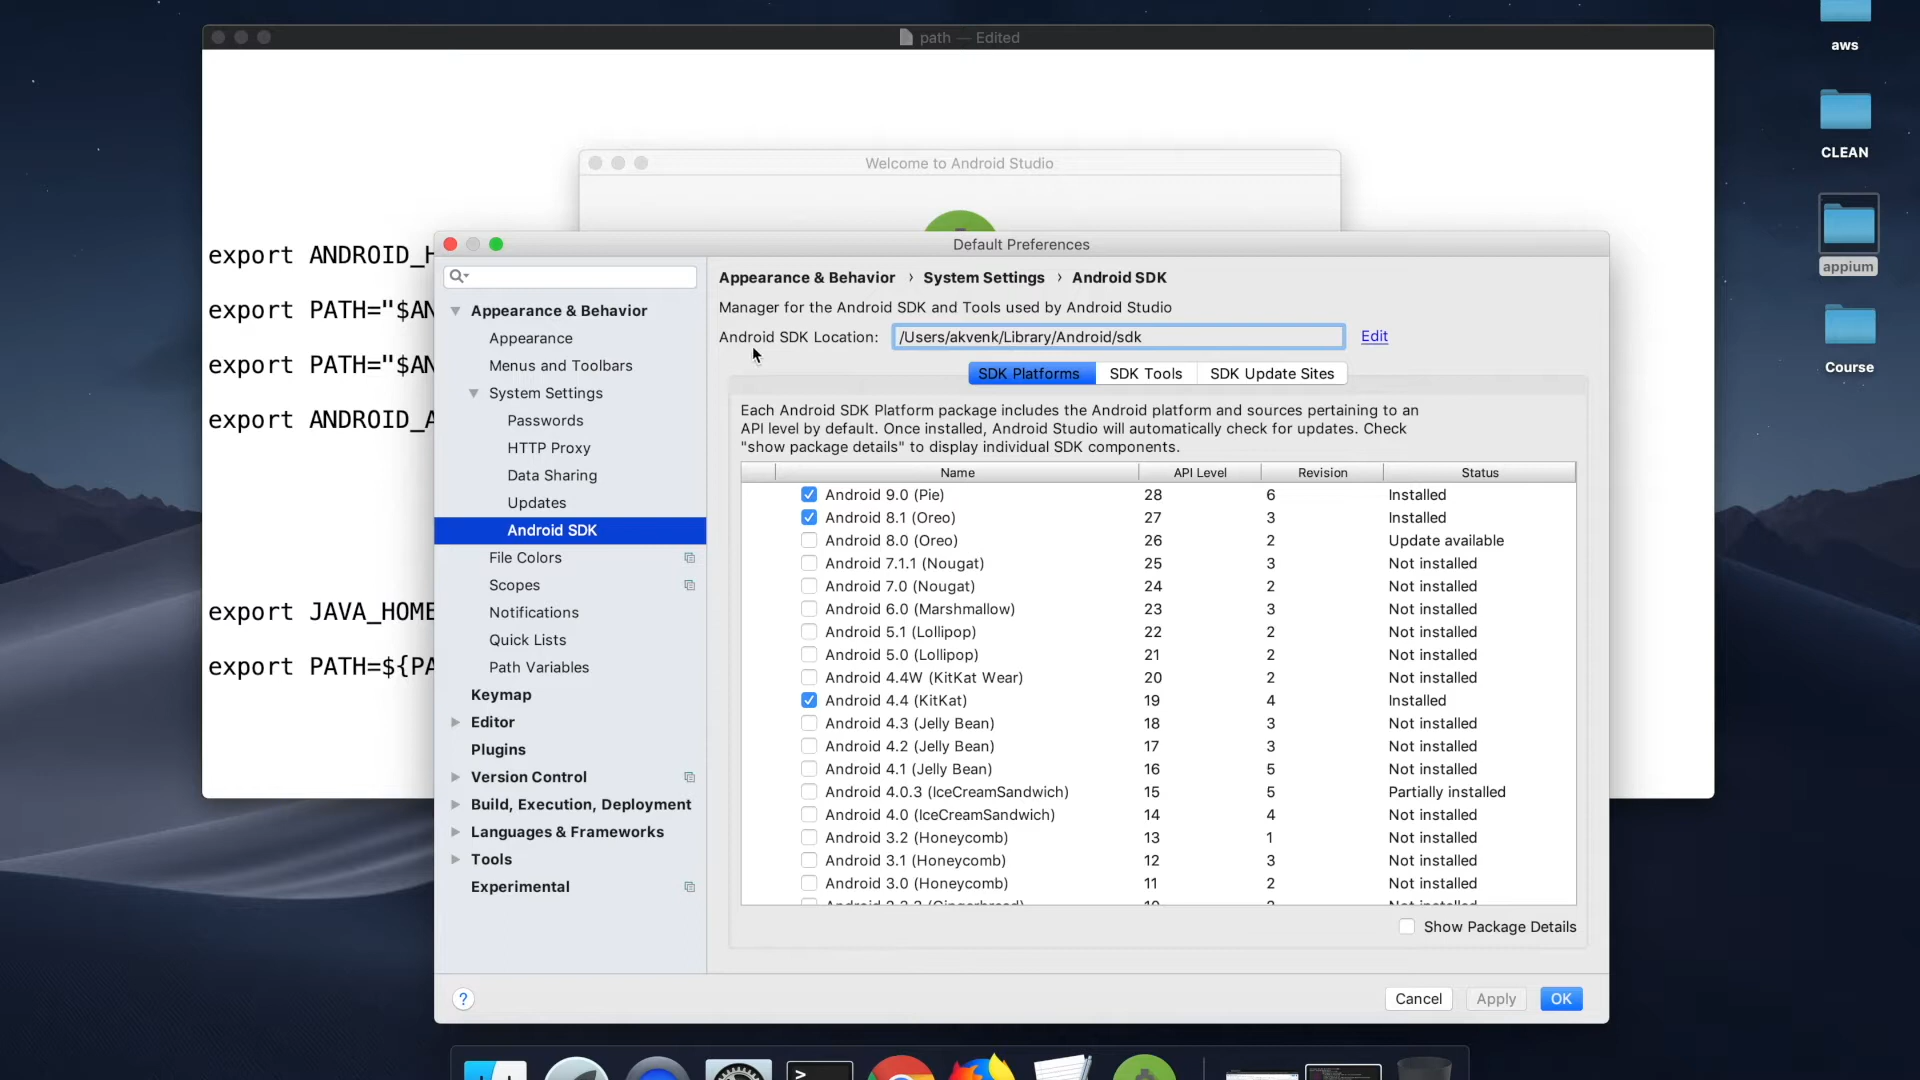 path — Edited
aws
CLEAN
appium
Course
Welcome to Android Studio
export ANDROID_H
export PATH="$AN
export PATH="$AN
export ANDROID_A
export JAVA_HOME
export PATH=${PA
Default Preferences
Appearance & Behavior
Appearance
Menus and Toolbars
System Settings
Passwords
HTTP Proxy
Data Sharing
Updates
Android SDK
File Colors
Scopes
Notifications
Quick Lists
Path Variables
Keymap
Editor
Plugins
Version Control
Build, Execution, Deployment
Languages & Frameworks
Tools
Experimental
Appearance & Behavior › System Settings › Android SDK
Manager for the Android SDK and Tools used by Android Studio
Android SDK Location: /Users/akvenk/Library/Android/sdk Edit
SDK Platforms SDK Tools SDK Update Sites
Each Android SDK Platform package includes the Android platform and sources pertaining to an
API level by default. Once installed, Android Studio will automatically check for updates. Check
"show package details" to display individual SDK components.
Name API Level Revision Status
Android 9.0 (Pie) 28 6 Installed
Android 8.1 (Oreo) 27 3 Installed
Android 8.0 (Oreo) 26 2 Update available
Android 7.1.1 (Nougat) 25 3 Not installed
Android 7.0 (Nougat) 24 2 Not installed
Android 6.0 (Marshmallow) 23 3 Not installed
Android 5.1 (Lollipop) 22 2 Not installed
Android 5.0 (Lollipop) 21 2 Not installed
Android 4.4W (KitKat Wear) 20 2 Not installed
Android 4.4 (KitKat) 19 4 Installed
Android 4.3 (Jelly Bean) 18 3 Not installed
Android 4.2 (Jelly Bean) 17 3 Not installed
Android 4.1 (Jelly Bean) 16 5 Not installed
Android 4.0.3 (IceCreamSandwich) 15 5 Partially installed
Android 4.0 (IceCreamSandwich) 14 4 Not installed
Android 3.2 (Honeycomb) 13 1 Not installed
Android 3.1 (Honeycomb) 12 3 Not installed
Android 3.0 (Honeycomb) 11 2 Not installed
Show Package Details
? Cancel Apply OK